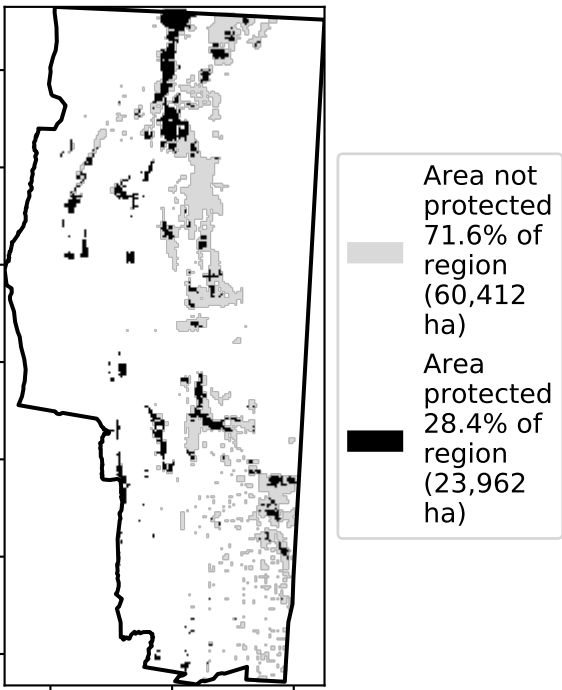 Area not
protected
71.6% of
region
(60,412
ha)
Area
protected
28.4% of
region
(23,962
ha)